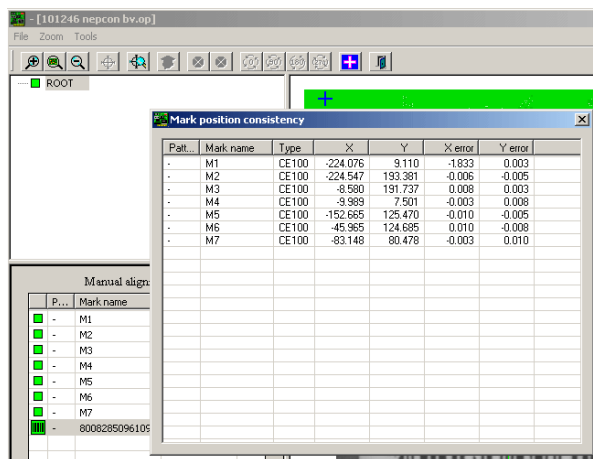 - [101246 nepcon bv.op]
File Zoom Tools
ROOT
Mark position consistency
Patt... Mark name Type X Y X error Y error
- M1 CE100 -224.076 9.110 -1.833 0.003
- M2 CE100 -224.547 193.381 -0.006 -0.005
- M3 CE100 -8.580 191.737 0.008 0.003
- M4 CE100 -9.989 7.501 -0.003 0.008
- M5 CE100 -152.665 125.470 -0.010 -0.005
- M6 CE100 -45.965 124.685 0.010 -0.008
- M7 CE100 -83.148 80.478 -0.003 0.010
Manual align
P... Mark name
- M1
- M2
- M3
- M4
- M5
- M6
- M7
- 8008285096109